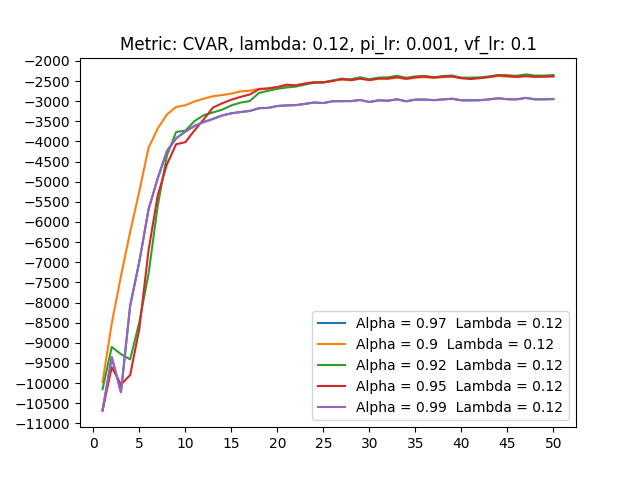 Metric: CVAR, lambda: 0.12, pi_lr: 0.001, vf_lr: 0.1
−2000
−2500
−3000
−3500
−4000
−4500
−5000
−5500
−6000
−6500
−7000
−7500
−8000
−8500
−9000
−9500
−10000
−10500
−11000
Alpha = 0.97 Lambda = 0.12
Alpha = 0.9 Lambda = 0.12
Alpha = 0.92 Lambda = 0.12
Alpha = 0.95 Lambda = 0.12
Alpha = 0.99 Lambda = 0.12
0 5 10 15 20 25 30 35 40 45 50